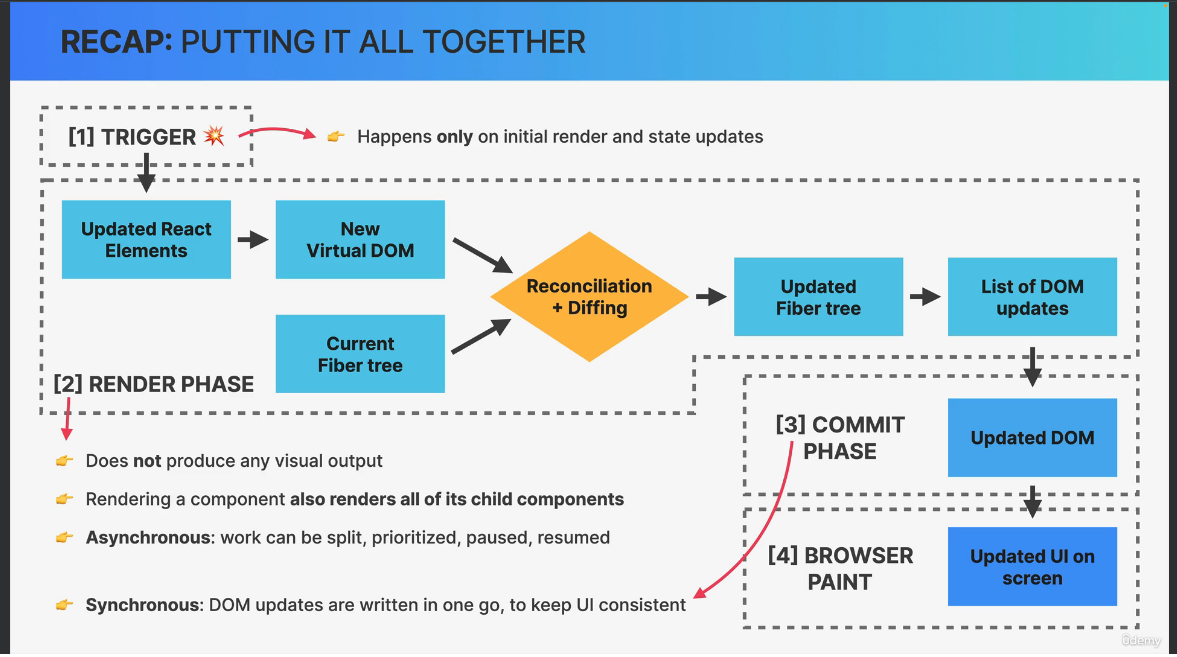 RECAP: PUTTING IT ALL TOGETHER
[1] TRIGGER 💥
👉 Happens only on initial render and state updates
Updated React
Elements
New
Virtual DOM
Current
Fiber tree
Reconciliation
+ Diffing
Updated
Fiber tree
List of DOM
updates
[2] RENDER PHASE
👉 Does not produce any visual output
👉 Rendering a component also renders all of its child components
👉 Asynchronous: work can be split, prioritized, paused, resumed
[3] COMMIT
PHASE
Updated DOM
👉 Synchronous: DOM updates are written in one go, to keep UI consistent
[4] BROWSER
PAINT
Updated UI on
screen
ûdemy